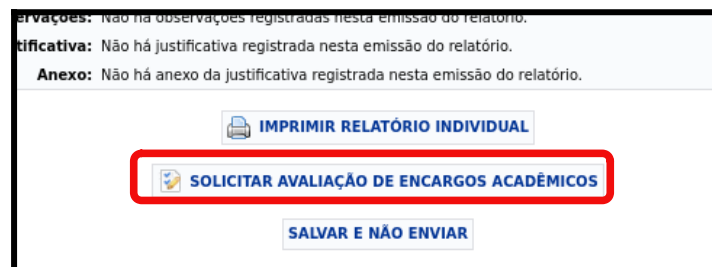 ervações: Não há observações registradas nesta emissão do relatório.
tificativa: Não há justificativa registrada nesta emissão do relatório.
Anexo: Não há anexo da justificativa registrada nesta emissão do relatório.
IMPRIMIR RELATÓRIO INDIVIDUAL
SOLICITAR AVALIAÇÃO DE ENCARGOS ACADÊMICOS
SALVAR E NÃO ENVIAR